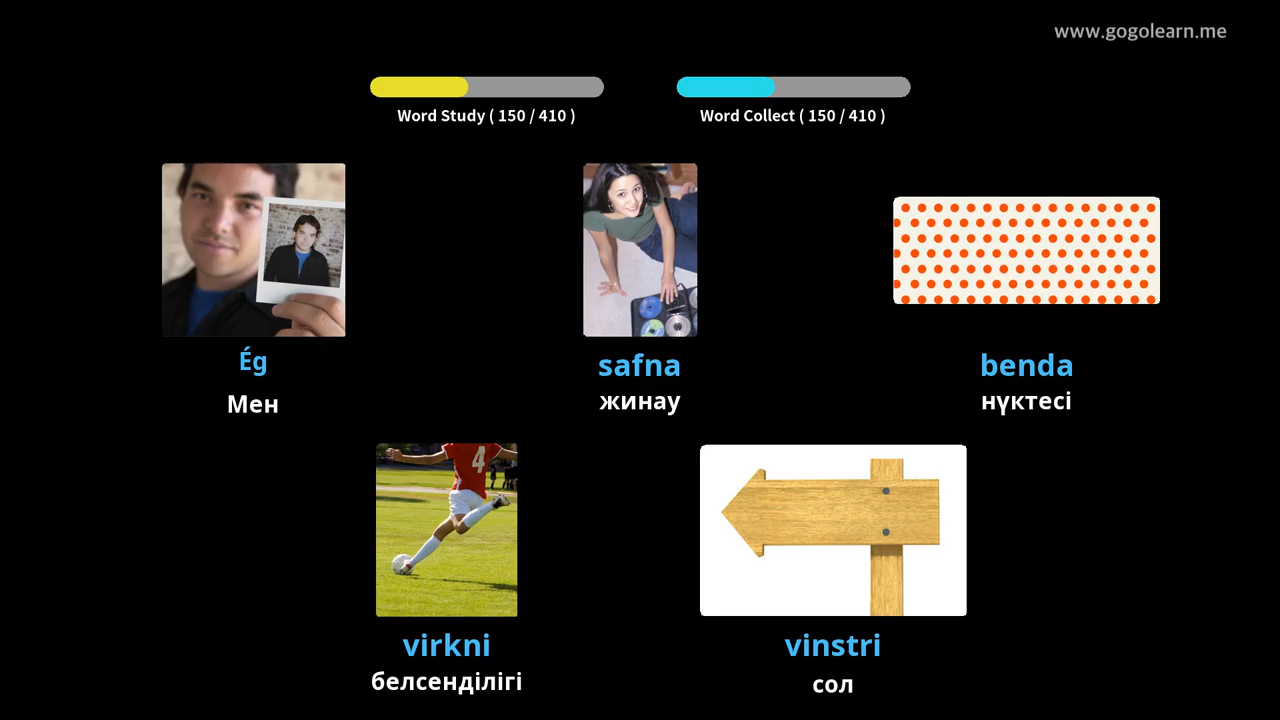 www.gogolearn.me
Word Study ( 150 / 410 )
Word Collect ( 150 / 410 )
Ég
Мен
safna
жинау
benda
нүктесі
4
virkni
белсенділігі
vinstri
сол